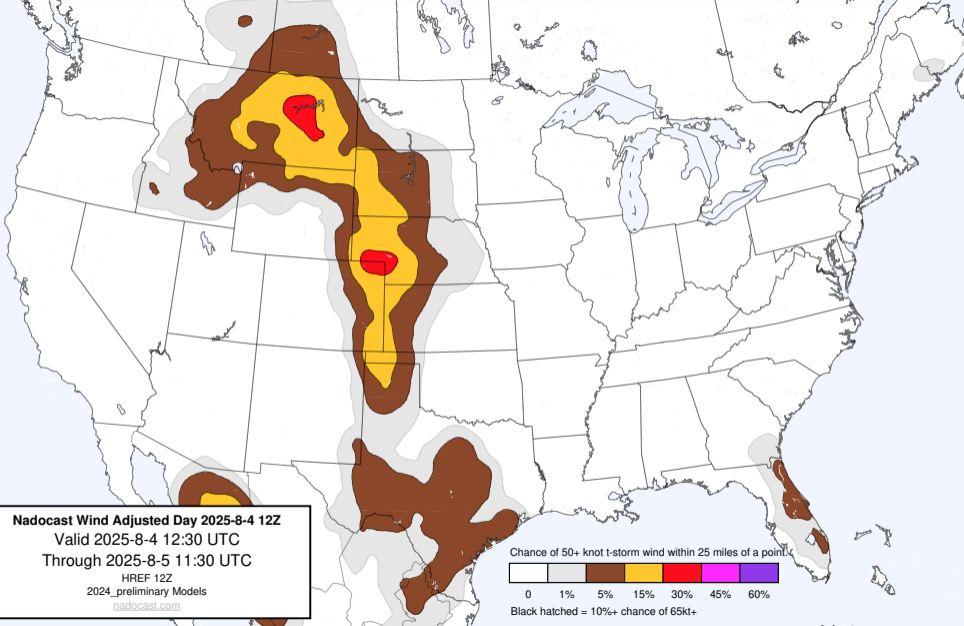 Nadocast Wind Adjusted Day 2025-8-4 12Z
Valid 2025-8-4 12:30 UTC
Through 2025-8-5 11:30 UTC
HREF 12Z
2024_preliminary Models
nadocast.com
Chance of 50+ knot t-storm wind within 25 miles of a point.
0 1% 5% 15% 30% 45% 60%
Black hatched = 10%+ chance of 65kt+